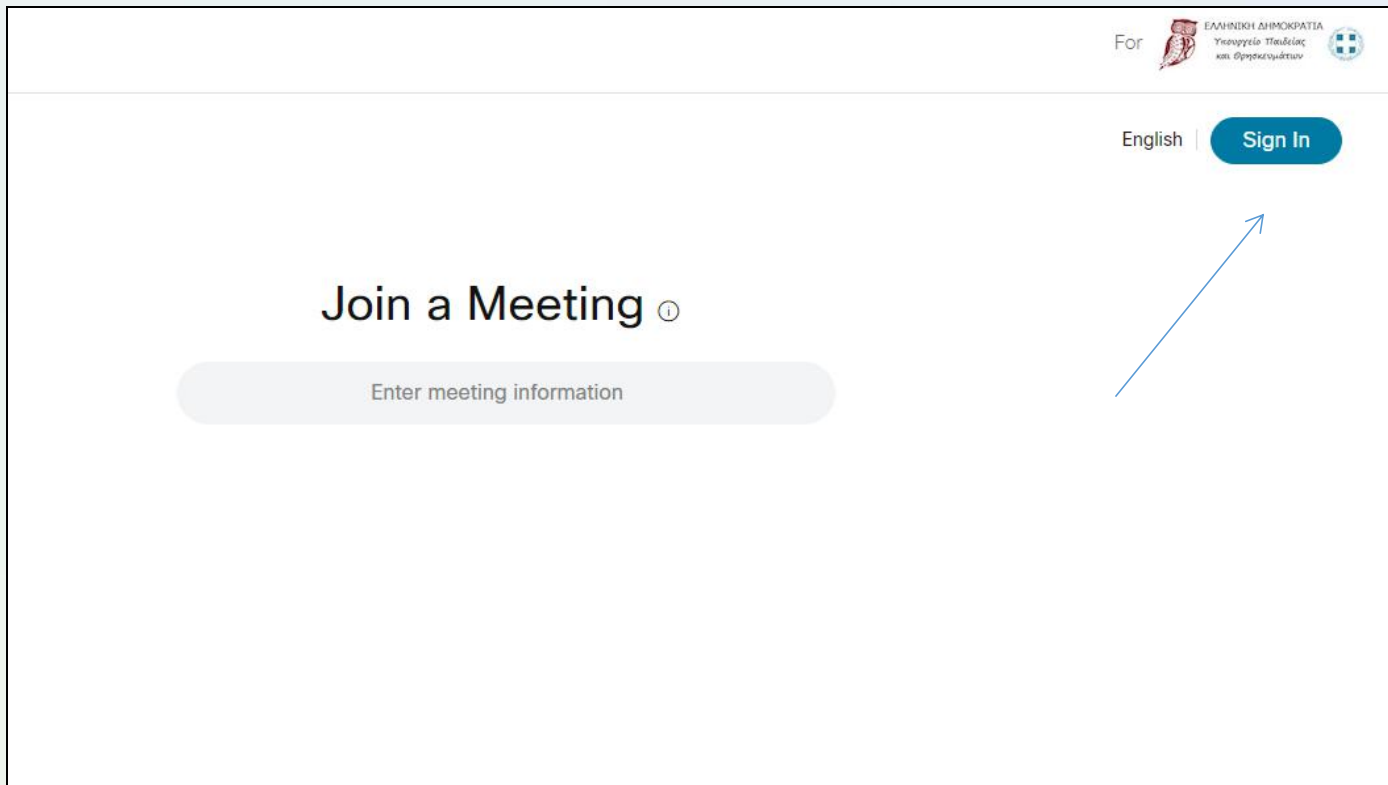 For
ΕΛΛΗΝΙΚΗ ΔΗΜΟΚΡΑΤΙΑ
Υπουργείο Παιδείας
και Θρησκευμάτων
English
Sign In
Join a Meeting
Enter meeting information